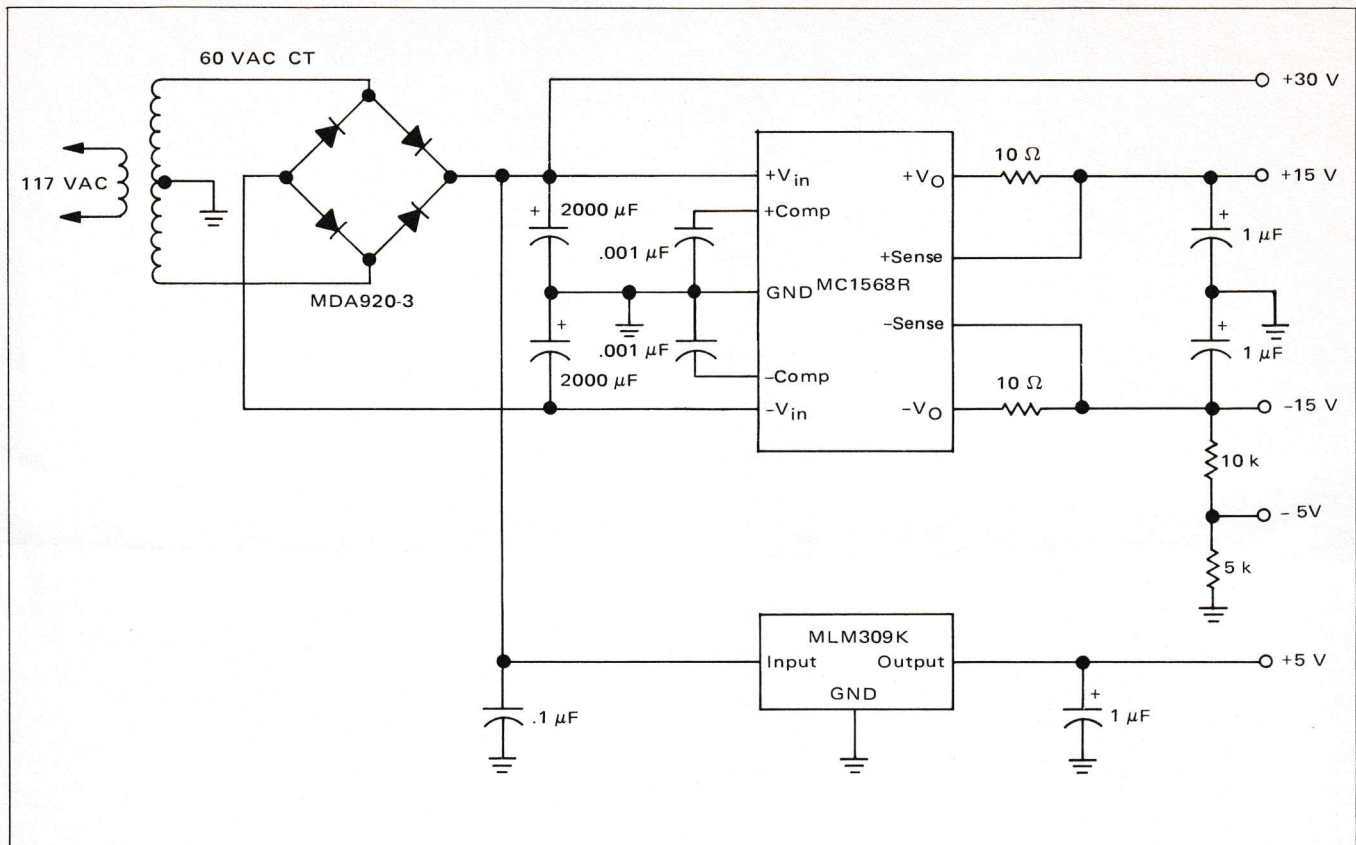 60 VAC CT
117 VAC
MDA920-3
+
2000 μF
.001 μF
+
2000 μF
.001 μF
+Vin
+Comp
GND
–Comp
–Vin
MC1568R
+VO
+Sense
–Sense
–VO
10 Ω
10 Ω
+
1 μF
+
1 μF
+30 V
+15 V
–15 V
10 k
– 5V
5 k
MLM309K
Input
Output
GND
.1 μF
+
1 μF
+5 V